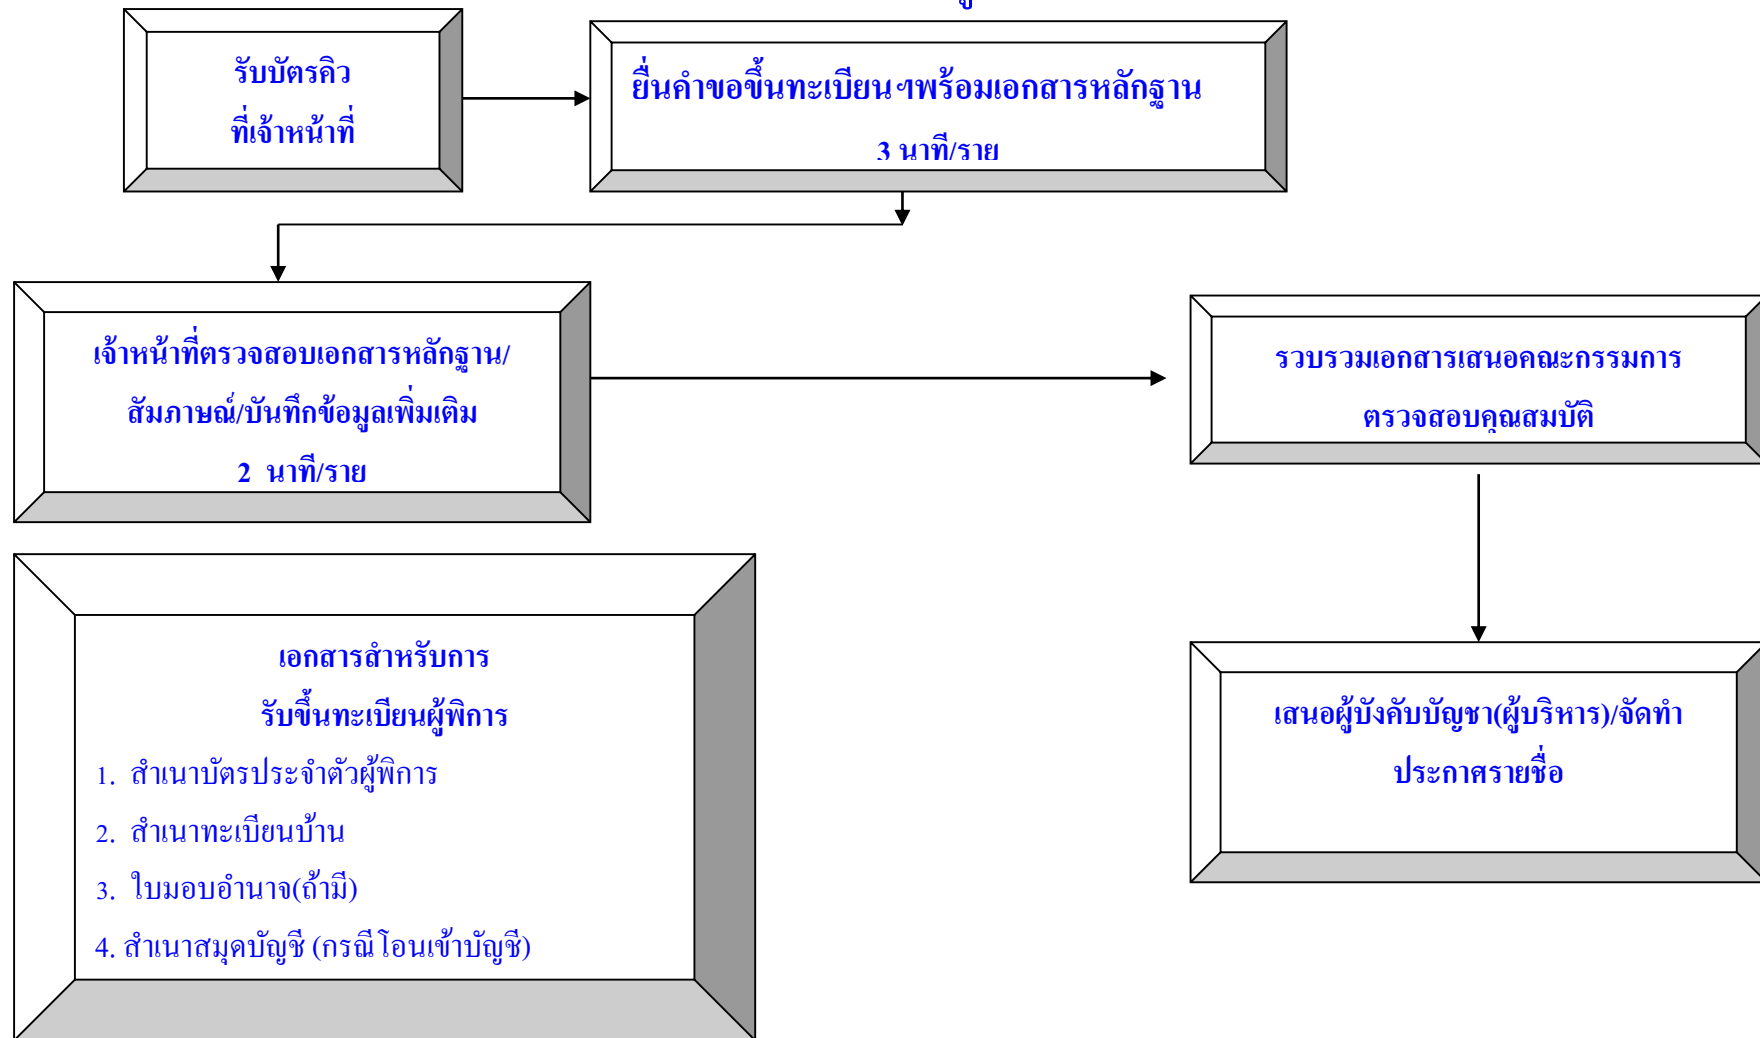 รับบัตรคิว
ที่เจ้าหน้าที่
ยื่นคำขอขึ้นทะเบียนฯพร้อมเอกสารหลักฐาน
3 นาที/ราย
เจ้าหน้าที่ตรวจสอบเอกสารหลักฐาน/
สัมภาษณ์/บันทึกข้อมูลเพิ่มเติม
2 นาที/ราย
รวบรวมเอกสารเสนอคณะกรรมการ
ตรวจสอบคุณสมบัติ
เอกสารสำหรับการ
รับขึ้นทะเบียนผู้พิการ
1. สำเนาบัตรประจำตัวผู้พิการ
2. สำเนาทะเบียนบ้าน
3. ใบมอบอำนาจ(ถ้ามี)
4. สำเนาสมุดบัญชี (กรณีโอนเข้าบัญชี)
เสนอผู้บังคับบัญชา(ผู้บริหาร)/จัดทำ
ประกาศรายชื่อ